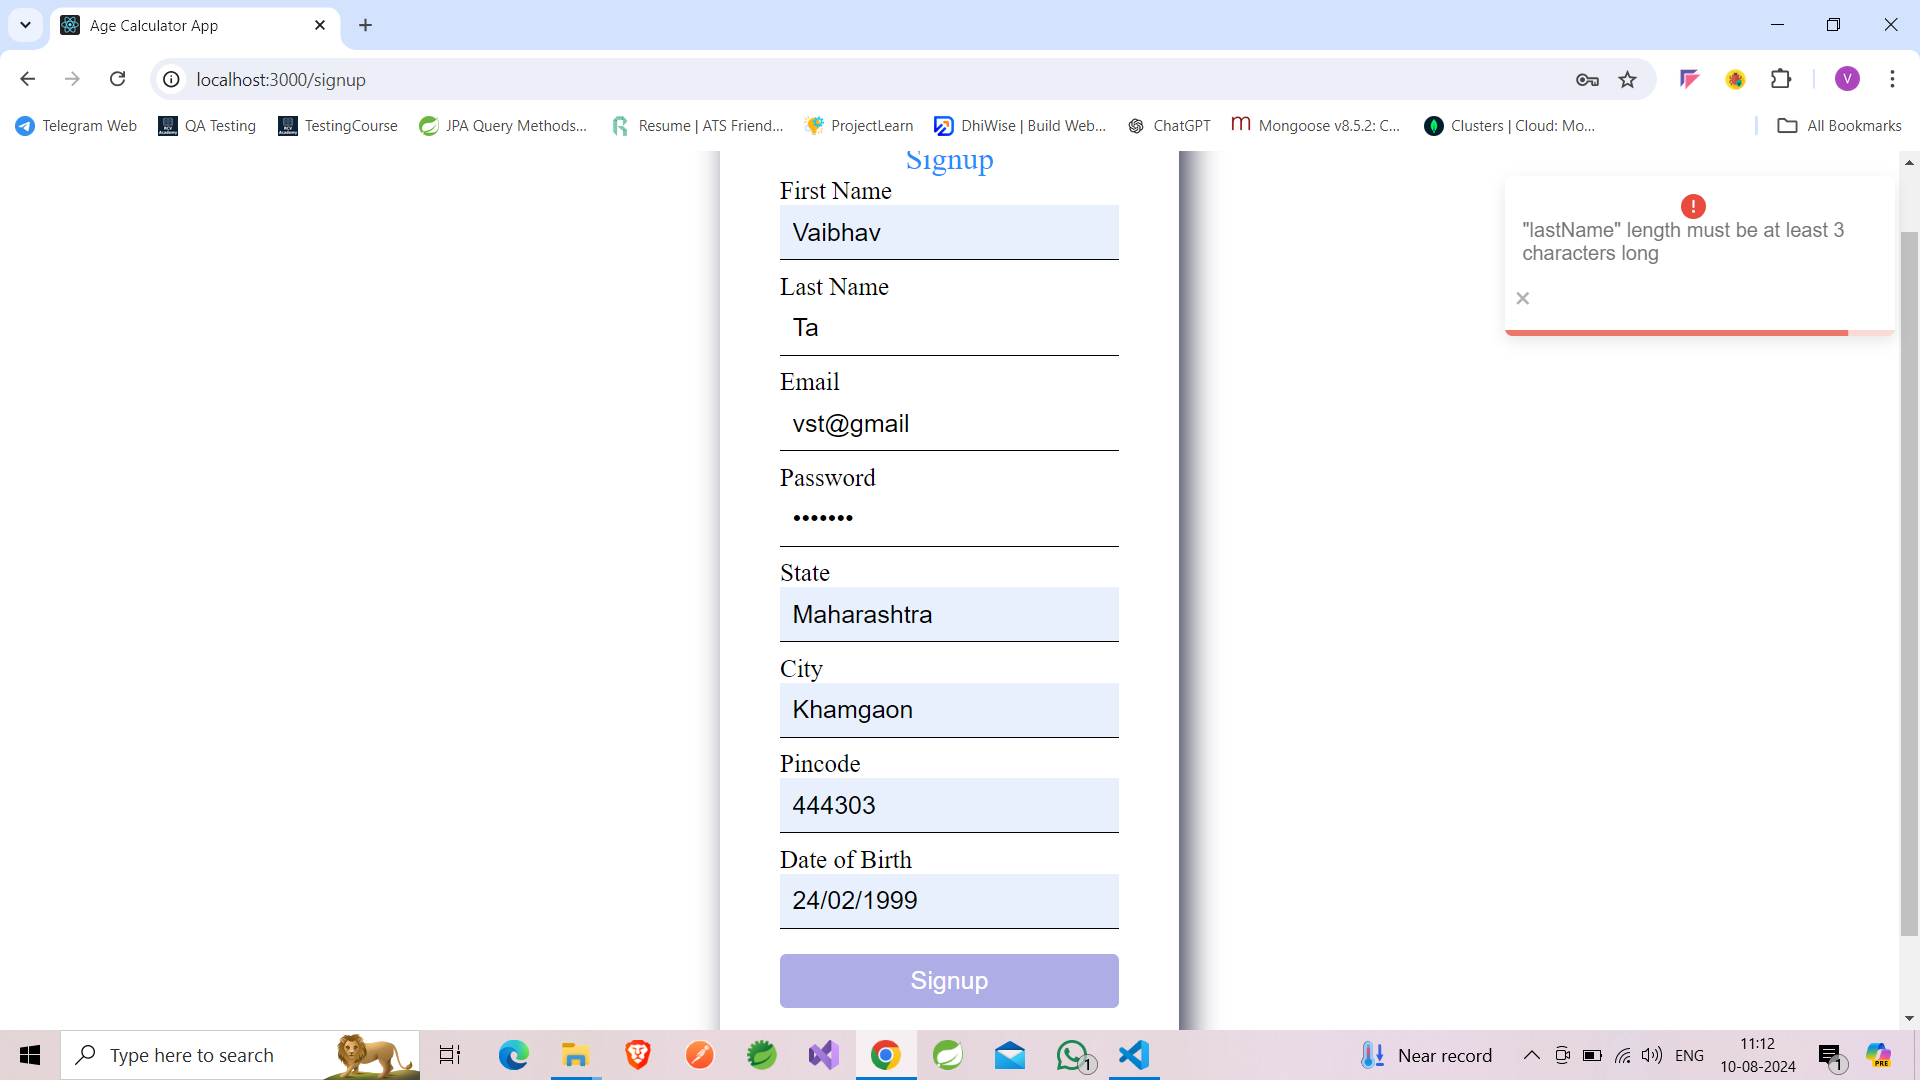 Age Calculator App
localhost:3000/signup
V
Telegram Web
QA Testing
TestingCourse
JPA Query Methods...
Resume | ATS Friend...
ProjectLearn
DhiWise | Build Web...
ChatGPT
Mongoose v8.5.2: C...
Clusters | Cloud: Mo...
All Bookmarks
Signup
First Name
Vaibhav
Last Name
Ta
Email
vst@gmail
Password
•••••••
State
Maharashtra
City
Khamgaon
Pincode
444303
Date of Birth
24/02/1999
Signup
"lastName" length must be at least 3
characters long
Type here to search
1
Near record
ENG
11:12
10-08-2024
1
PRE